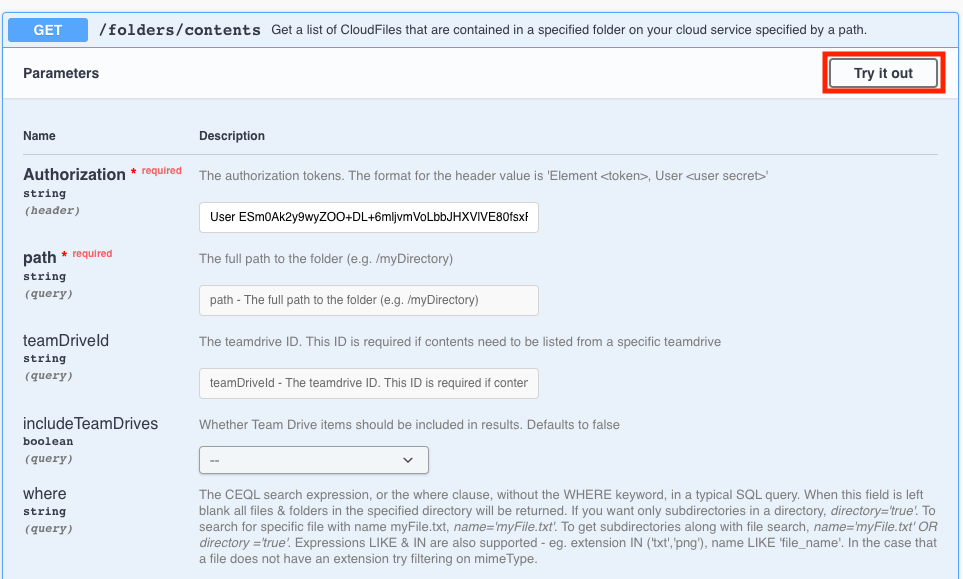 GET /folders/contents Get a list of CloudFiles that are contained in a specified folder on your cloud service specified by a path.
Parameters
Try it out
Name Description
Authorization * required
The authorization tokens. The format for the header value is 'Element <token>, User <user secret>'
string
(header)
User ESm0Ak2y9wyZOO+DL+6mljvmVoLbbJHXVlVE80fsxF
path * required
The full path to the folder (e.g. /myDirectory)
string
(query)
path - The full path to the folder (e.g. /myDirectory)
teamDriveId
The teamdrive ID. This ID is required if contents need to be listed from a specific teamdrive
string
(query)
teamDriveId - The teamdrive ID. This ID is required if conter
includeTeamDrives
Whether Team Drive items should be included in results. Defaults to false
boolean
(query)
--
where
The CEQL search expression, or the where clause, without the WHERE keyword, in a typical SQL query. When this field is left
string
blank all files & folders in the specified directory will be returned. If you want only subdirectories in a directory, directory='true'. To
(query)
search for specific file with name myFile.txt, name='myFile.txt'. To get subdirectories along with file search, name='myFile.txt' OR
directory ='true'. Expressions LIKE & IN are also supported - eg. extension IN ('txt','png'), name LIKE 'file_name'. In the case that
a file does not have an extension try filtering on mimeType.